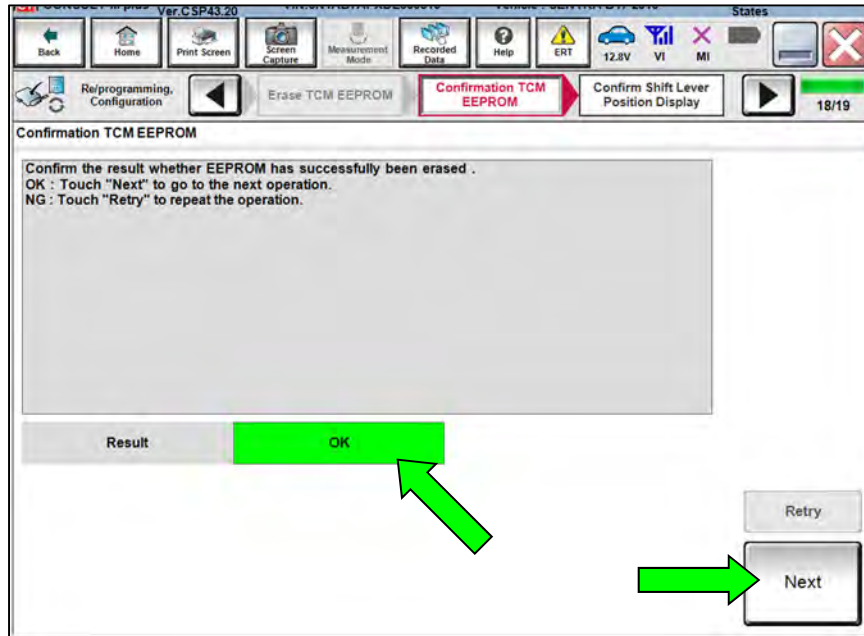 Ver.CSP43.20 States
Back Home Print Screen Screen Capture Measurement Mode Recorded Data Help ERT 12.8V VI MI
Re/programming, Configuration Erase TCM EEPROM Confirmation TCM EEPROM Confirm Shift Lever Position Display 18/19
Confirmation TCM EEPROM
Confirm the result whether EEPROM has successfully been erased .
OK : Touch "Next" to go to the next operation.
NG : Touch "Retry" to repeat the operation.
Result OK
Retry
Next